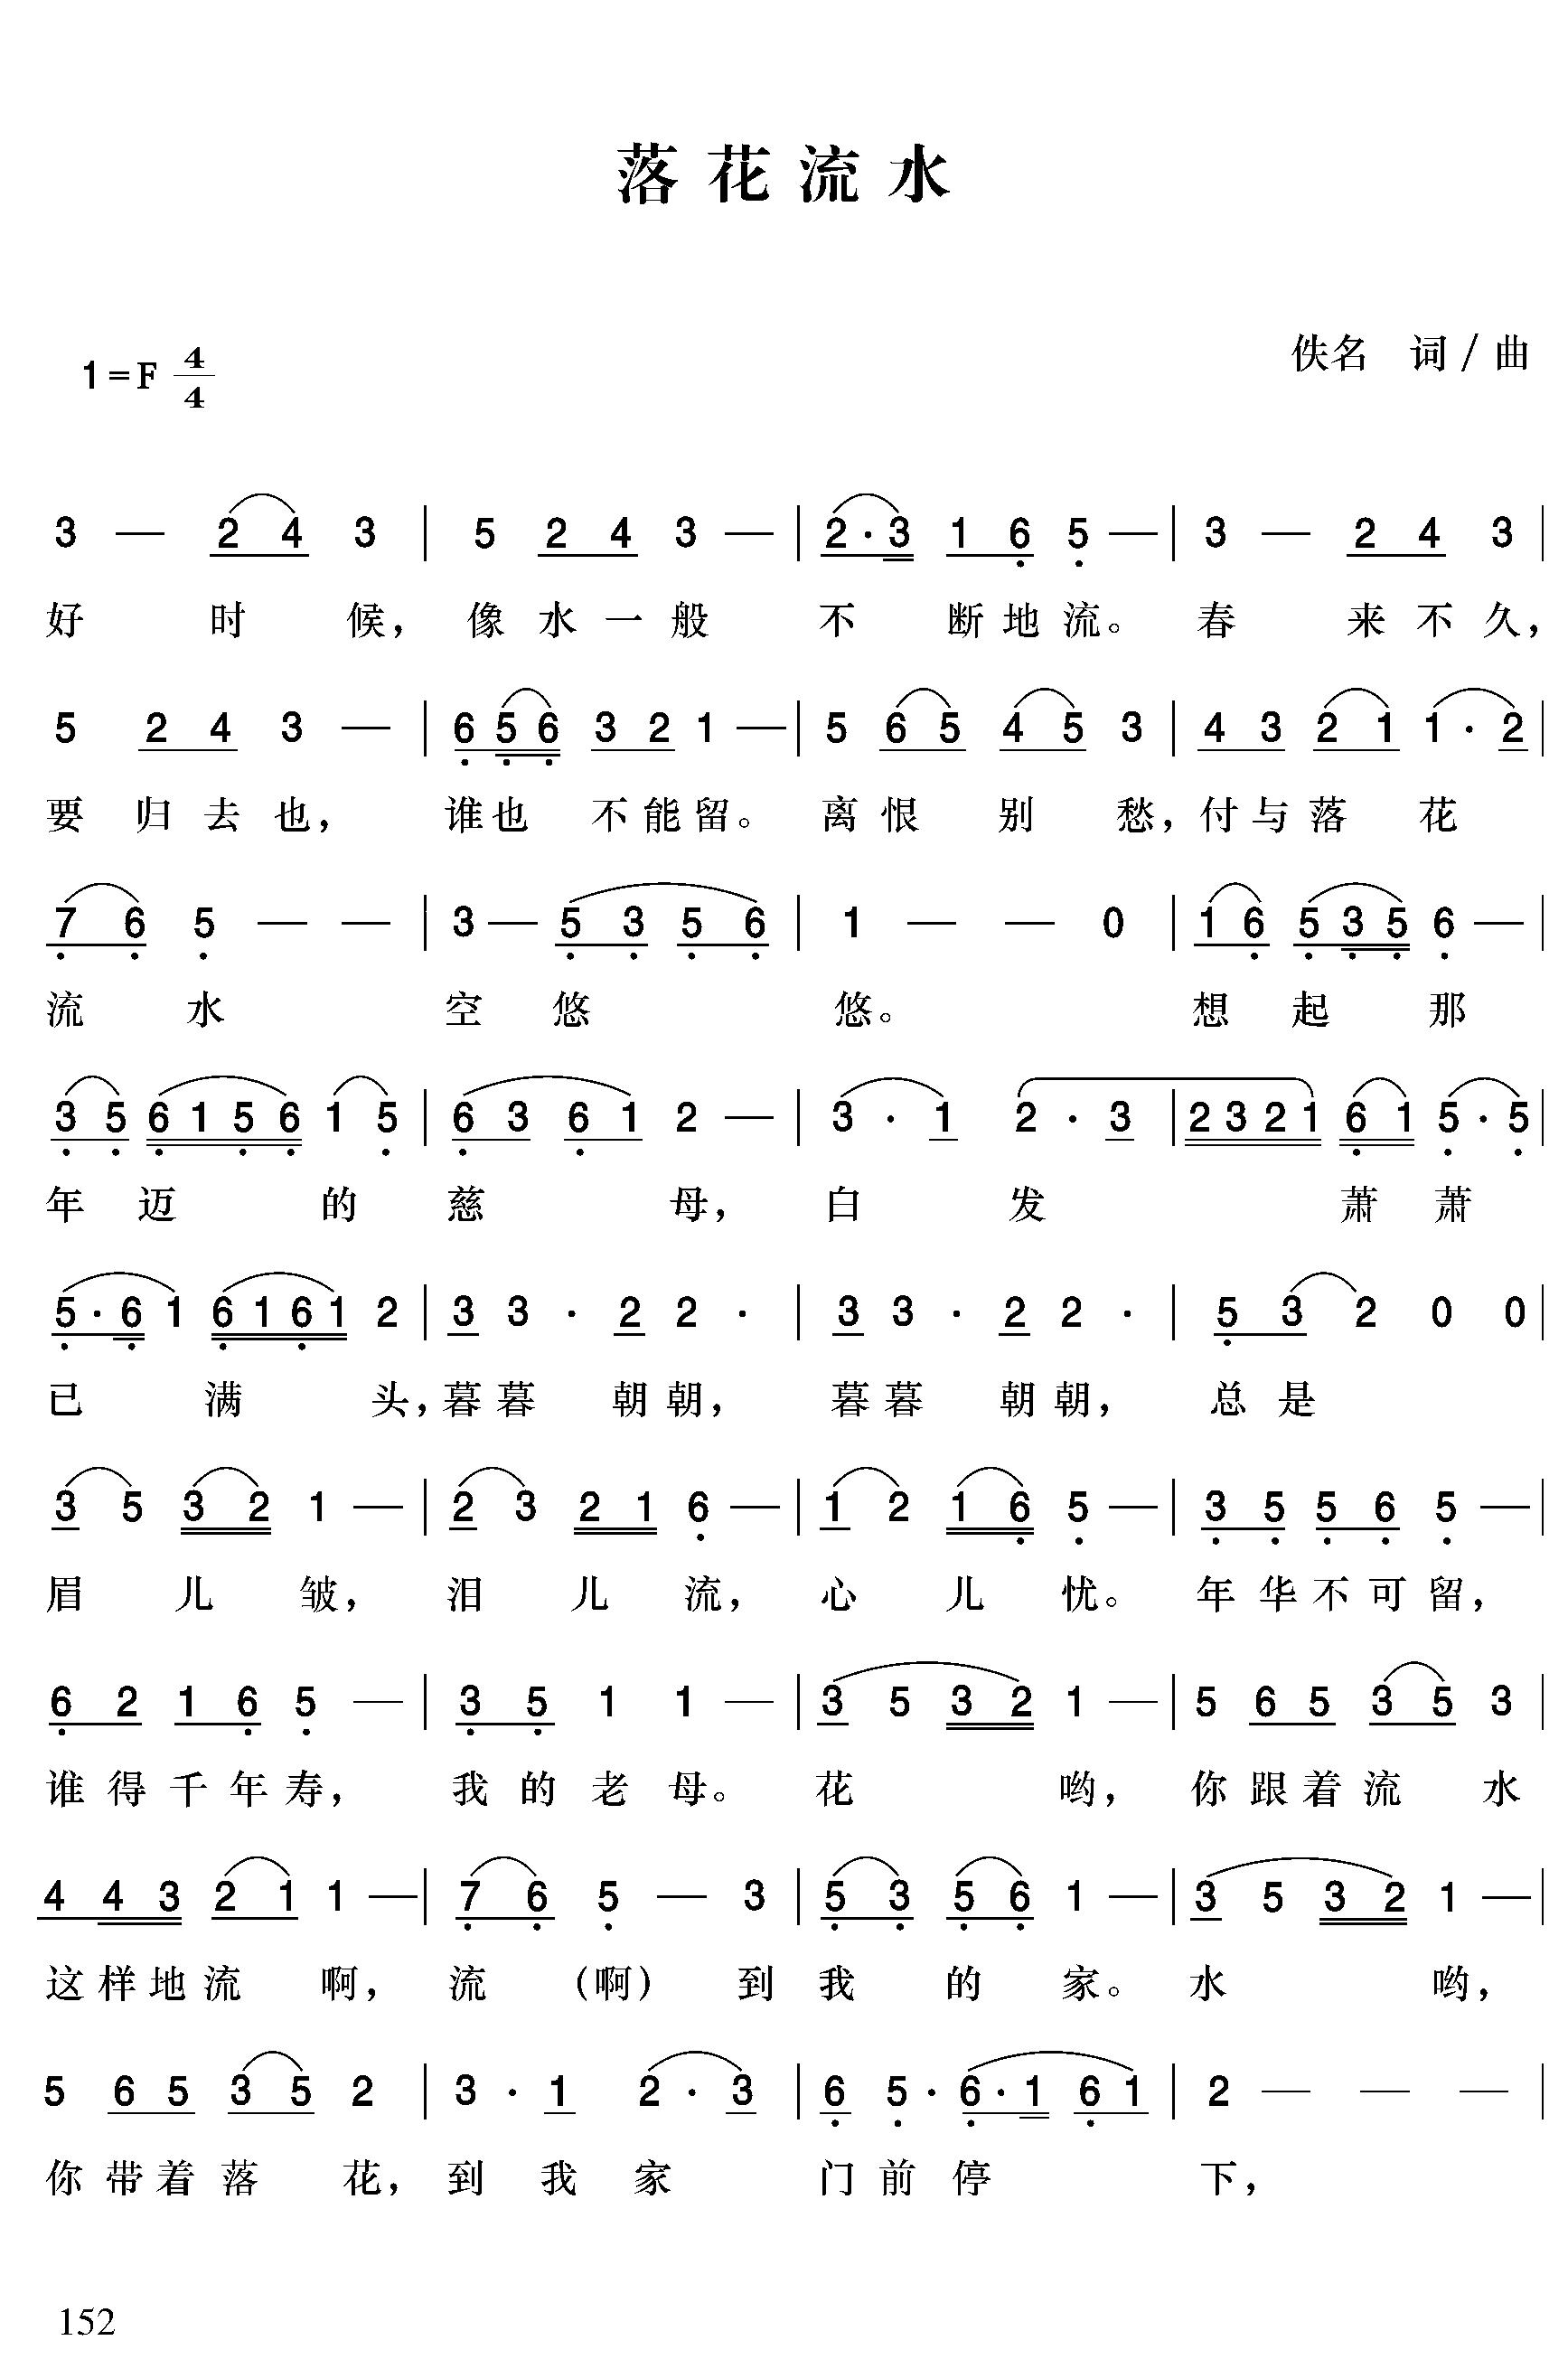 落花流水
佚名 词/曲
1=F 4/4
3 — 2 4 3 | 5 2 4 3 — | 2·3 1 6 5 — | 3 — 2 4 3 |
好 时 候, 像 水 一 般 不 断 地 流。 春 来 不 久,
5 2 4 3 — | 6 5 6 3 2 1 — | 5 6 5 4 5 3 | 4 3 2 1 1·2 |
要 归 去 也, 谁 也 不 能 留。 离 恨 别 愁, 付 与 落 花
7 6 5 — — | 3 — 5 3 5 6 | 1 — — 0 | 1 6 5 3 5 6 — |
流 水 空 悠 悠。 想 起 那
3 5 6 1 5 6 1 5 | 6 3 6 1 2 — | 3·1 2·3 | 2 3 2 1 6 1 5·5 |
年 迈 的 慈 母, 白 发 萧 萧
5·6 1 6 1 6 1 2 | 3 3· 2 2· | 3 3· 2 2· | 5 3 2 0 0 |
已 满 头, 暮 暮 朝 朝, 暮 暮 朝 朝, 总 是
3 5 3 2 1 — | 2 3 2 1 6 — | 1 2 1 6 5 — | 3 5 5 6 5 — |
眉 儿 皱, 泪 儿 流, 心 儿 忧。 年 华 不 可 留,
6 2 1 6 5 — | 3 5 1 1 — | 3 5 3 2 1 — | 5 6 5 3 5 3 |
谁 得 千 年 寿, 我 的 老 母。 花 哟, 你 跟 着 流 水
4 4 3 2 1 1 — | 7 6 5 — 3 | 5 3 5 6 1 — | 3 5 3 2 1 — |
这 样 地 流 啊, 流 (啊) 到 我 的 家。 水 哟,
5 6 5 3 5 2 | 3·1 2·3 | 6 5·6·1 6 1 | 2 — — — |
你 带 着 落 花, 到 我 家 门 前 停 下,
152